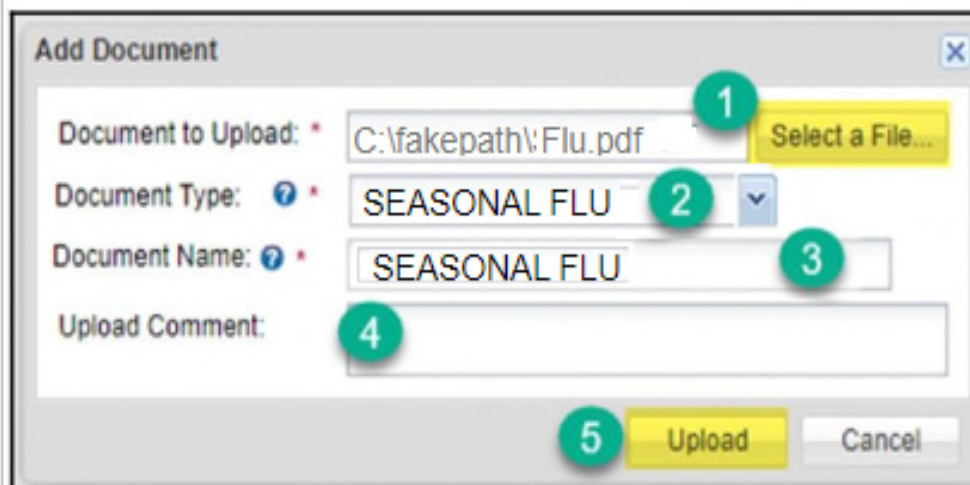 Add Document
Document to Upload: * C:\fakepath\Flu.pdf 1 Select a File...
Document Type: ? * SEASONAL FLU 2
Document Name: ? * SEASONAL FLU 3
Upload Comment: 4
5 Upload Cancel